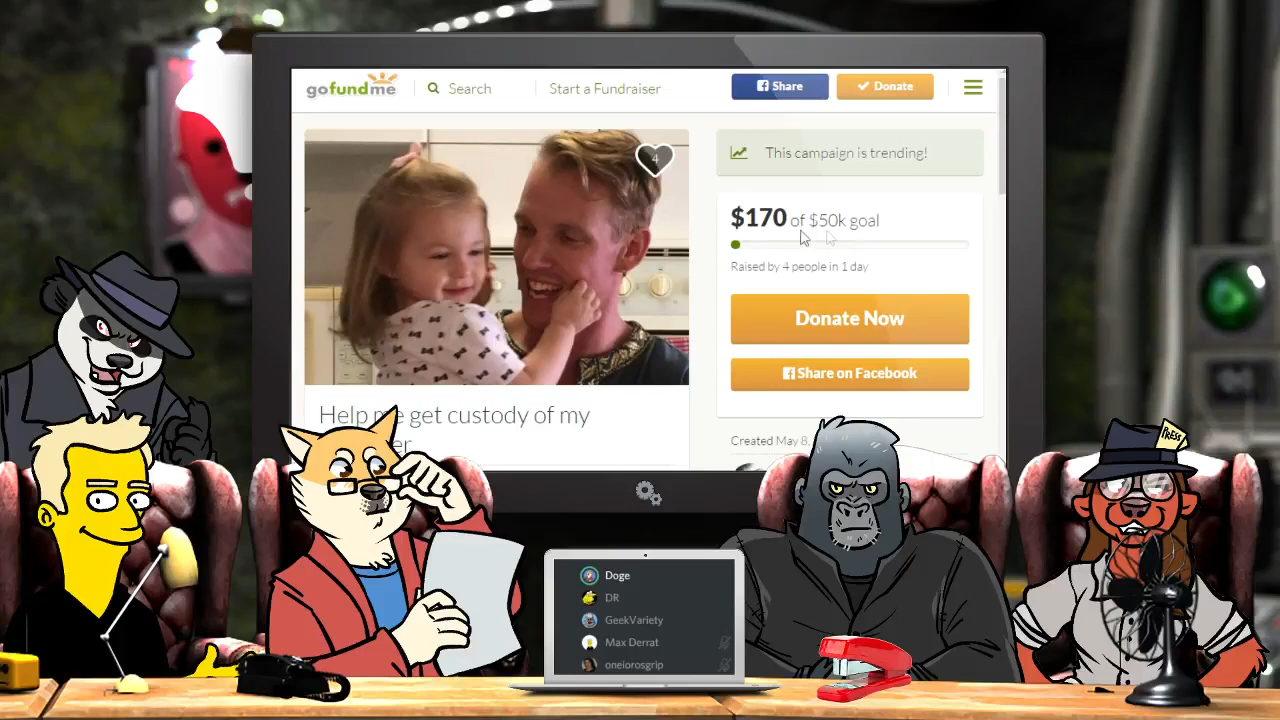 gofundme
Search
Start a Fundraiser
Share
Donate
4
This campaign is trending!
$170 of $50k goal
Raised by 4 people in 1 day
Donate Now
Share on Facebook
Help me get custody of my
Created May 8,
PRESS
Doge
DR
GeekVariety
Max Derrat
oneiorosgrip